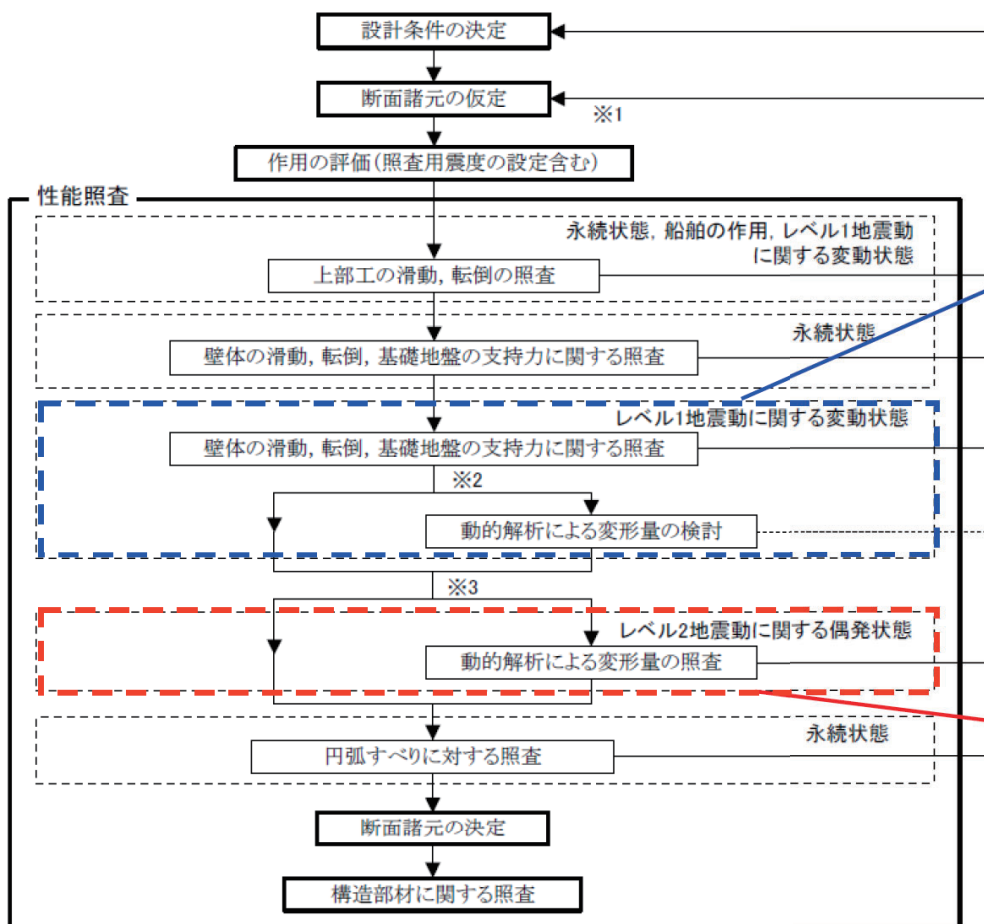 設計条件の決定
断面諸元の仮定
※1
作用の評価(照査用震度の設定含む)
性能照査
永続状態, 船舶の作用, レベル1地震動
に関する変動状態
上部工の滑動, 転倒の照査
永続状態
壁体の滑動, 転倒, 基礎地盤の支持力に関する照査
レベル1地震動に関する変動状態
壁体の滑動, 転倒, 基礎地盤の支持力に関する照査
※2
動的解析による変形量の検討
※3
レベル2地震動に関する偶発状態
動的解析による変形量の照査
永続状態
円弧すべりに対する照査
断面諸元の決定
構造部材に関する照査